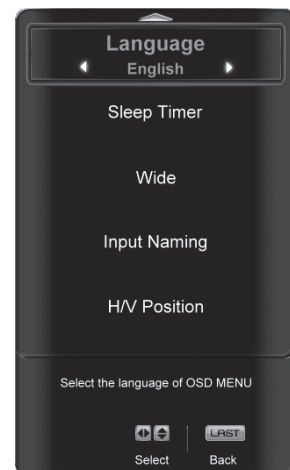 Language
English
Sleep Timer
Wide
Input Naming
H/V Position
Select the language of OSD MENU
LAST
Select Back